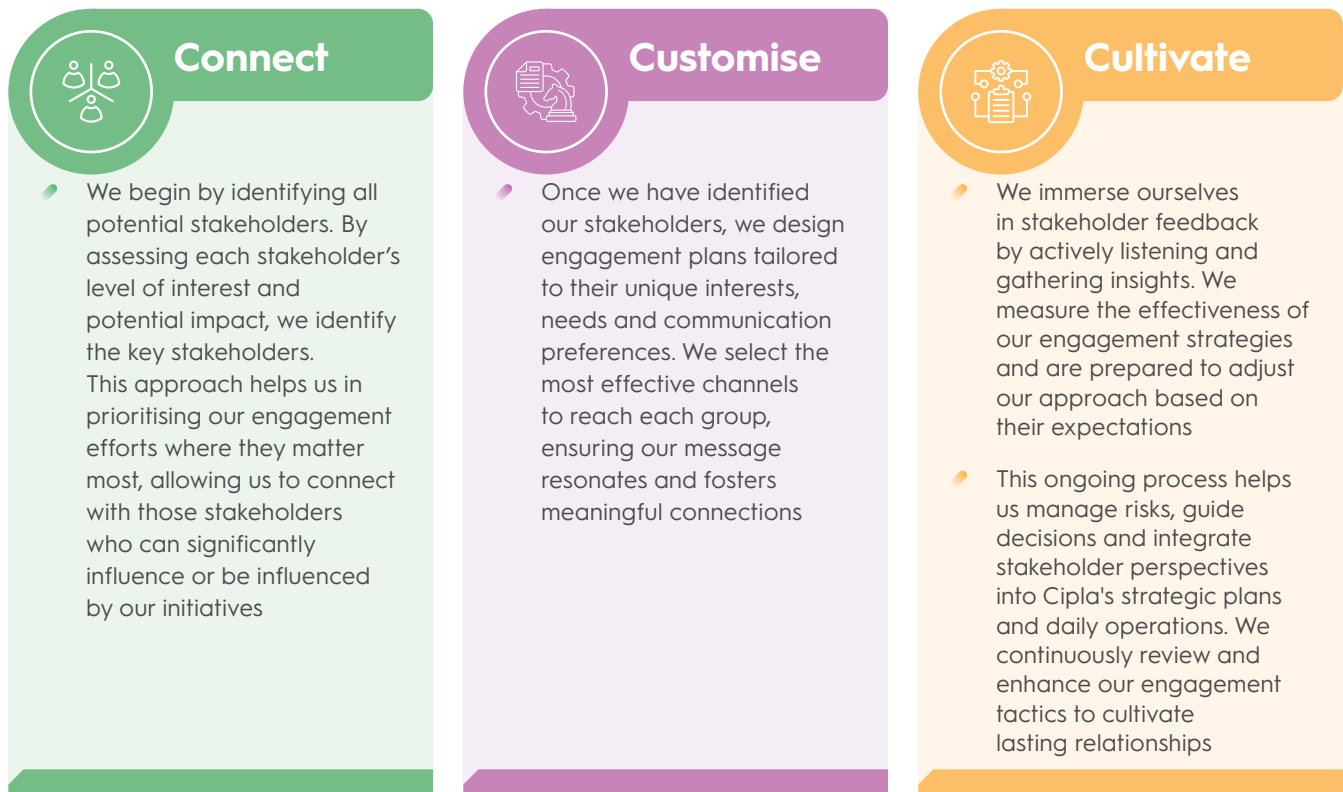 Connect
We begin by identifying all
potential stakeholders. By
assessing each stakeholder’s
level of interest and
potential impact, we identify
the key stakeholders.
This approach helps us in
prioritising our engagement
efforts where they matter
most, allowing us to connect
with those stakeholders
who can significantly
influence or be influenced
by our initiatives
Customise
Once we have identified
our stakeholders, we design
engagement plans tailored
to their unique interests,
needs and communication
preferences. We select the
most effective channels
to reach each group,
ensuring our message
resonates and fosters
meaningful connections
Cultivate
We immerse ourselves
in stakeholder feedback
by actively listening and
gathering insights. We
measure the effectiveness of
our engagement strategies
and are prepared to adjust
our approach based on
their expectations
This ongoing process helps
us manage risks, guide
decisions and integrate
stakeholder perspectives
into Cipla's strategic plans
and daily operations. We
continuously review and
enhance our engagement
tactics to cultivate
lasting relationships